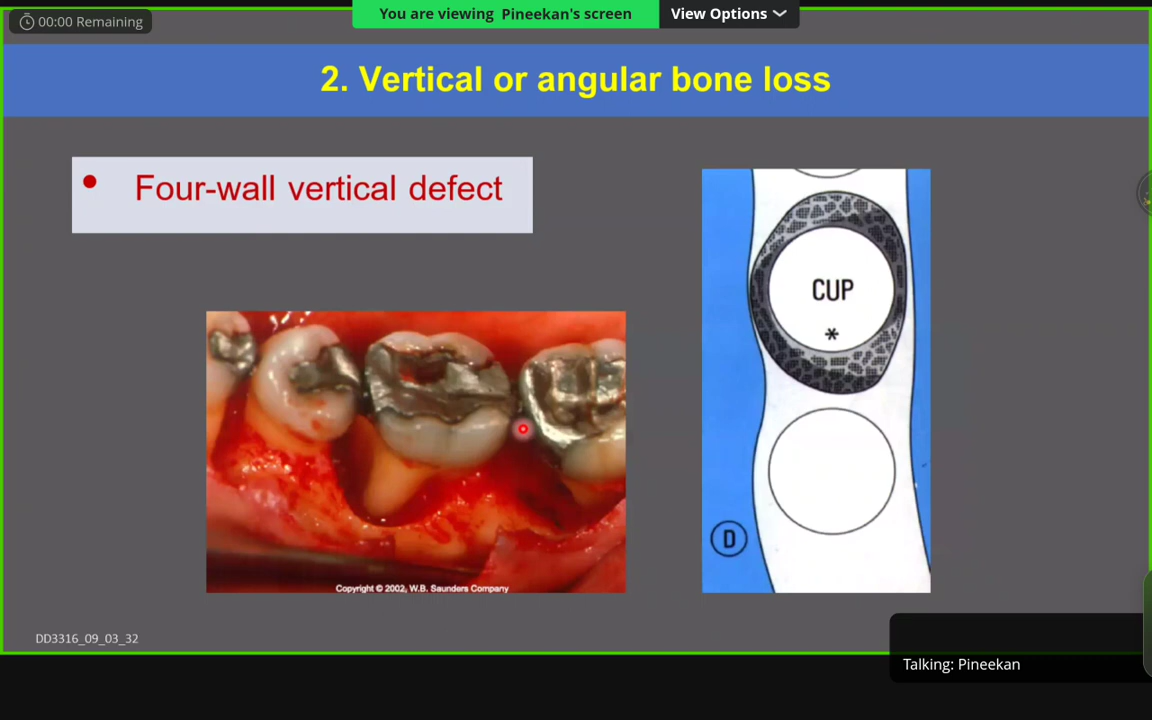 00:00 Remaining
You are viewing Pineekan's screen
View Options
2. Vertical or angular bone loss
• Four-wall vertical defect
CUP
*
D
Copyright © 2002, W.B. Saunders Company
DD3316_09_03_32
Talking: Pineekan